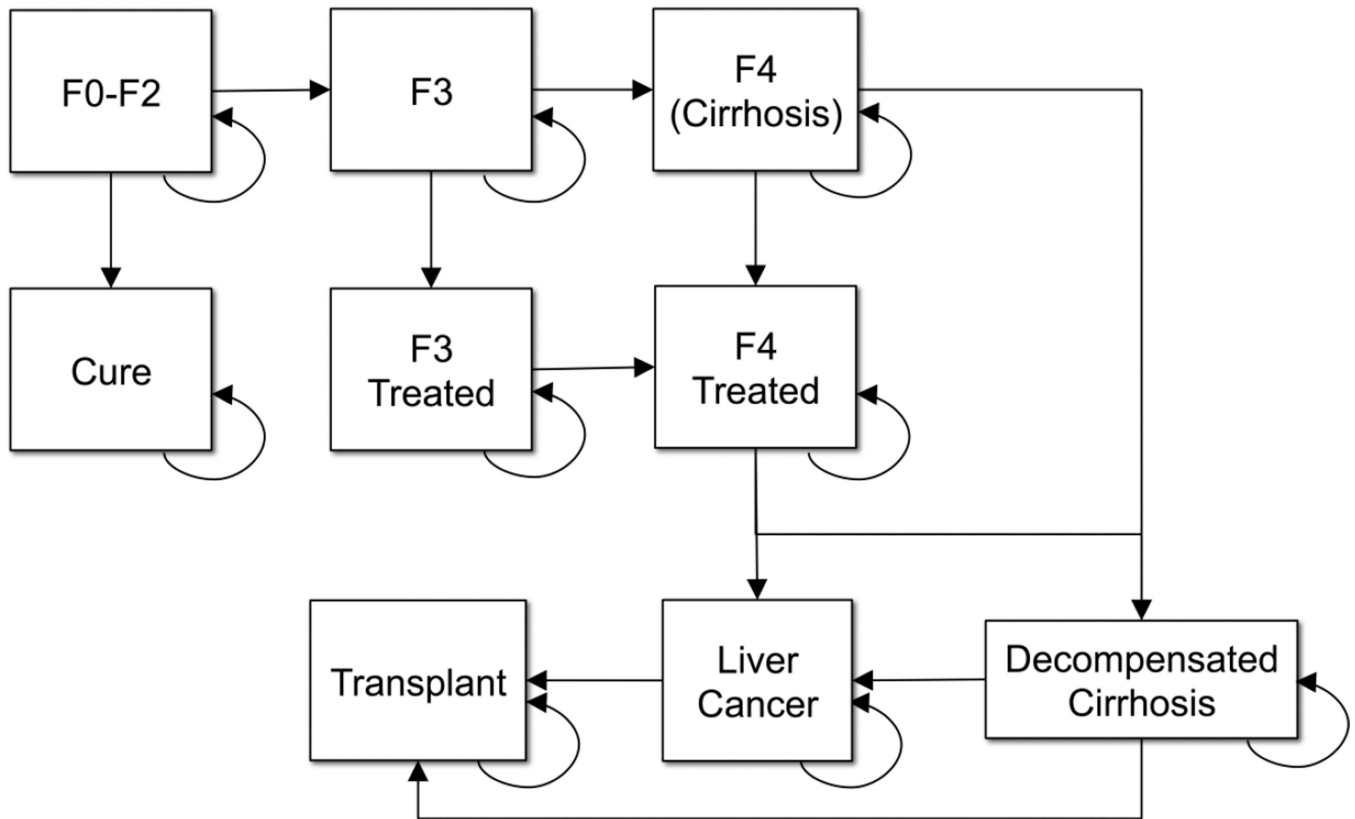 F0-F2
F3
F4
(Cirrhosis)
Cure
F3
Treated
F4
Treated
Transplant
Liver
Cancer
Decompensated
Cirrhosis